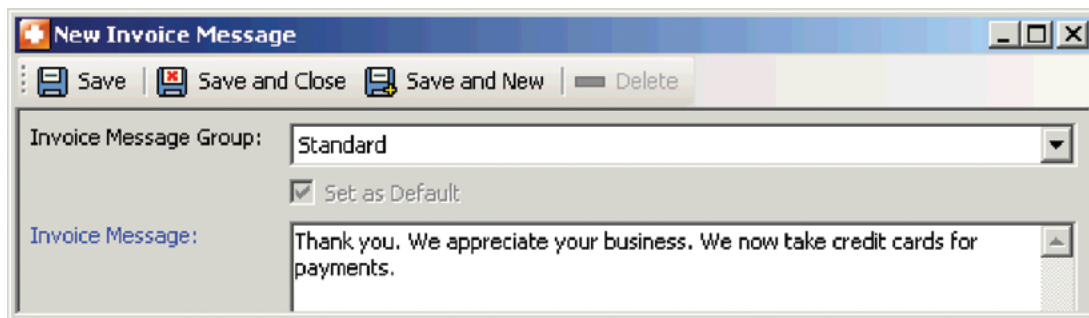 New Invoice Message
Save Save and Close Save and New Delete
Invoice Message Group: Standard
Set as Default
Invoice Message: Thank you. We appreciate your business. We now take credit cards for
payments.